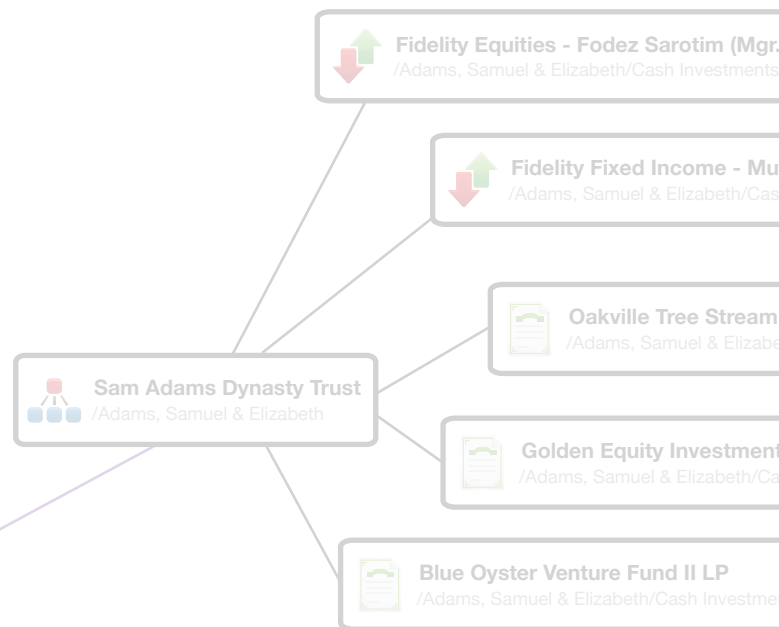 Fidelity Equities - Fodez Sarotim (Mgr.
/Adams, Samuel & Elizabeth/Cash Investments
Fidelity Fixed Income - Mu
/Adams, Samuel & Elizabeth/Cas
Oakville Tree Stream
/Adams, Samuel & Elizabe
Sam Adams Dynasty Trust
/Adams, Samuel & Elizabeth
Golden Equity Investment
/Adams, Samuel & Elizabeth/Ca
Blue Oyster Venture Fund II LP
/Adams, Samuel & Elizabeth/Cash Investme